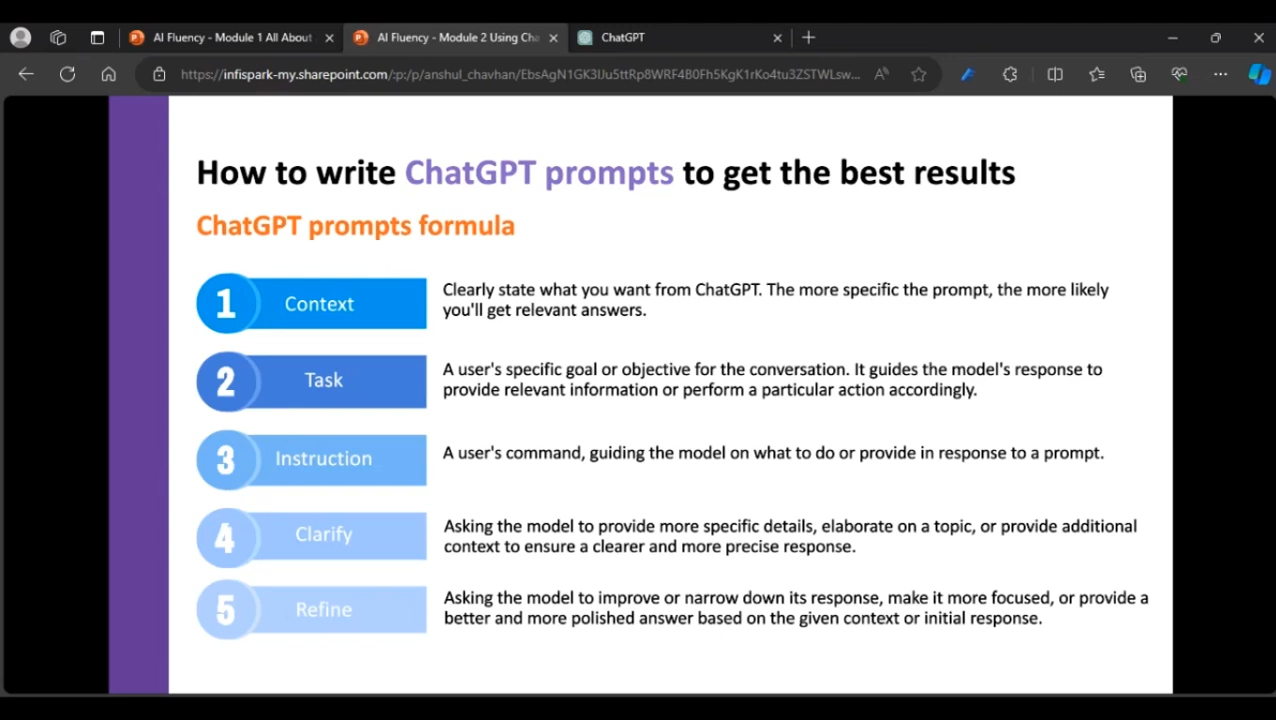 AI Fluency - Module 1 All About
AI Fluency - Module 2 Using Cha
ChatGPT
https://infispark-my.sharepoint.com/:p:/p/anshul_chavhan/
How to write ChatGPT prompts to get the best results
ChatGPT prompts formula
1
Context
Clearly state what you want from ChatGPT. The more specific the prompt, the more likely
you'll get relevant answers.
2
Task
A user's specific goal or objective for the conversation. It guides the model's response to
provide relevant information or perform a particular action accordingly.
3
Instruction
A user's command, guiding the model on what to do or provide in response to a prompt.
4
Clarify
Asking the model to provide more specific details, elaborate on a topic, or provide additional
context to ensure a clearer and more precise response.
5
Refine
Asking the model to improve or narrow down its response, make it more focused, or provide a
better and more polished answer based on the given context or initial response.